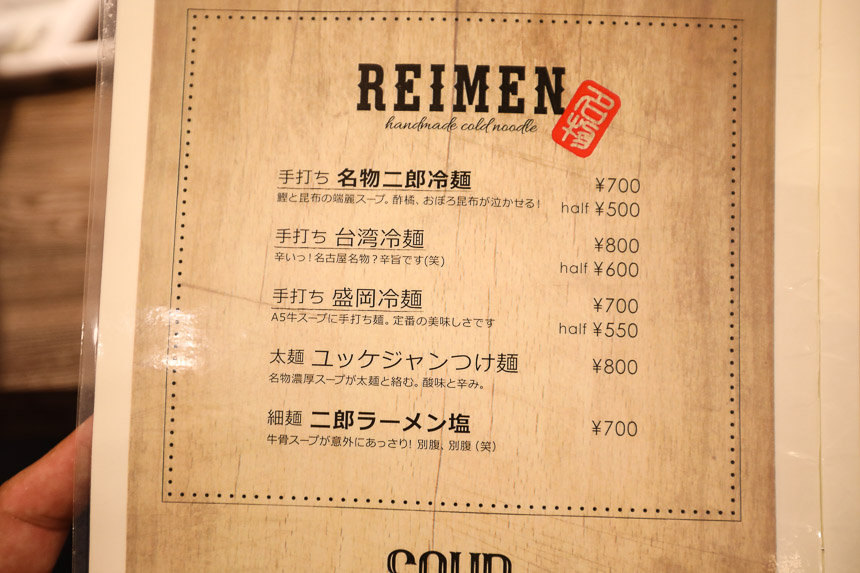 REIMEN
handmade cold noodle
手打ち 名物二郎冷麺 ¥700
鰹と昆布の端麗スープ。酢橘、おぼろ昆布が泣かせる! half ¥500
手打ち 台湾冷麺 ¥800
辛いっ!名古屋名物?辛旨です(笑) half ¥600
手打ち 盛岡冷麺 ¥700
A5牛スープに手打ち麺。定番の美味しさです half ¥550
太麺 ユッケジャンつけ麺 ¥800
名物濃厚スープが太麺と絡む。酸味と辛み。
細麺 二郎ラーメン塩 ¥700
牛骨スープが意外にあっさり! 別腹、別腹(笑)
SOUP